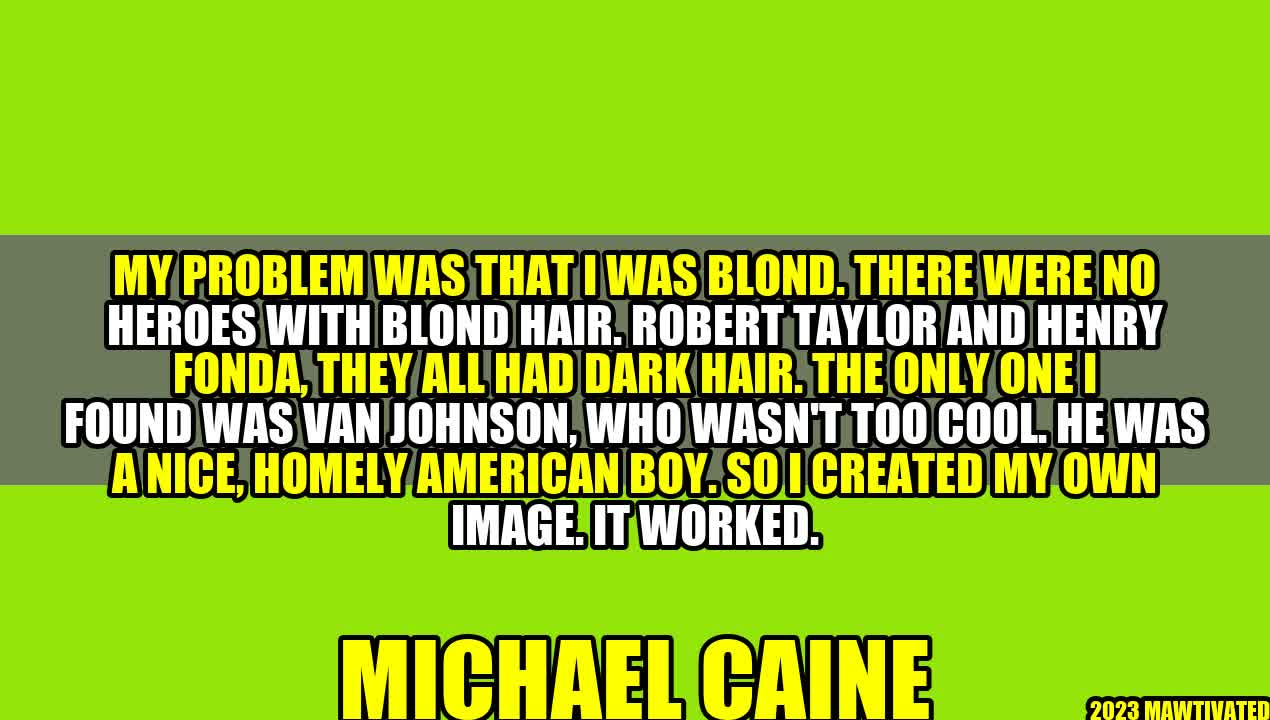 MY PROBLEM WAS THAT I WAS BLOND. THERE WERE NO
HEROES WITH BLOND HAIR. ROBERT TAYLOR AND HENRY
FONDA, THEY ALL HAD DARK HAIR. THE ONLY ONE I
FOUND WAS VAN JOHNSON, WHO WASN'T TOO COOL. HE WAS
A NICE, HOMELY AMERICAN BOY. SO I CREATED MY OWN
IMAGE. IT WORKED.
MICHAEL CAINE
2023 MAWTIVATED